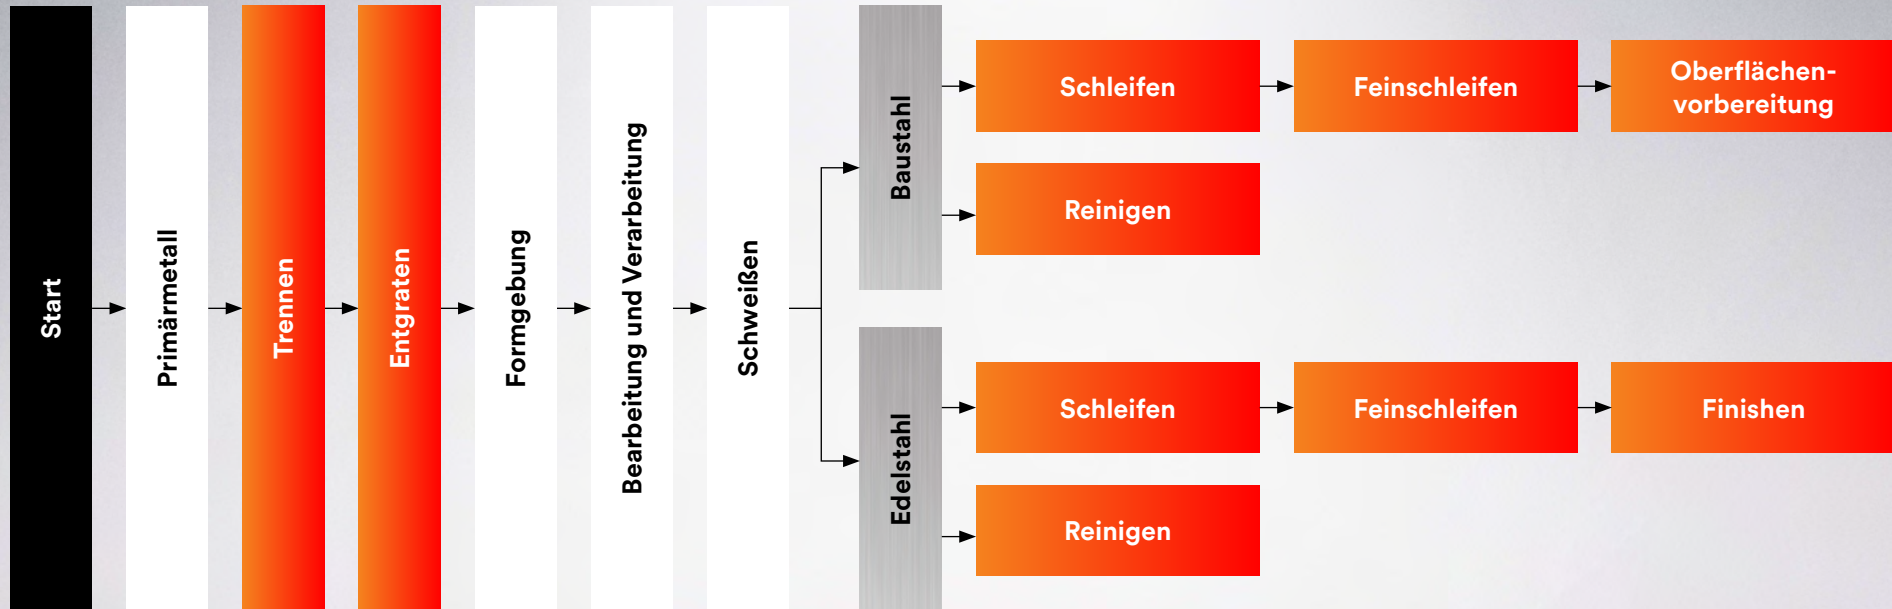 Start
Primärmetall
Trennen
Entgraten
Formgebung
Bearbeitung und Verarbeitung
Schweißen
Baustahl
Schleifen
Feinschleifen
Oberflächen-
vorbereitung
Reinigen
Edelstahl
Schleifen
Feinschleifen
Finishen
Reinigen